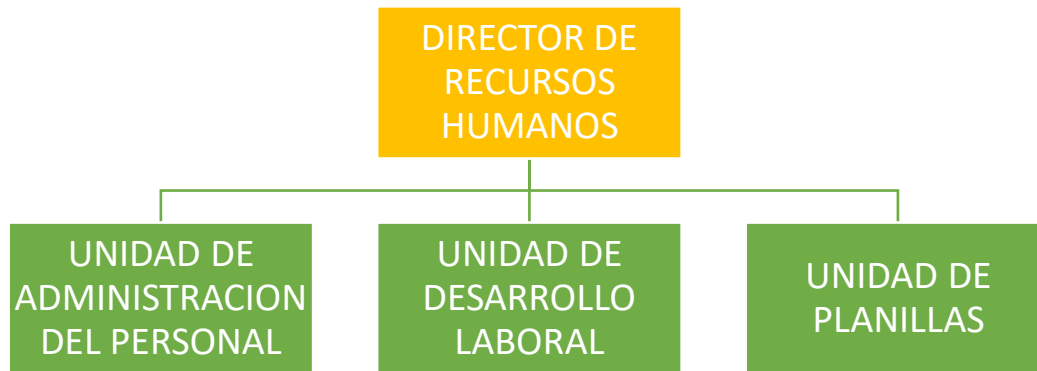 DIRECTOR DE
RECURSOS
HUMANOS
UNIDAD DE
ADMINISTRACION
DEL PERSONAL
UNIDAD DE
DESARROLLO
LABORAL
UNIDAD DE
PLANILLAS